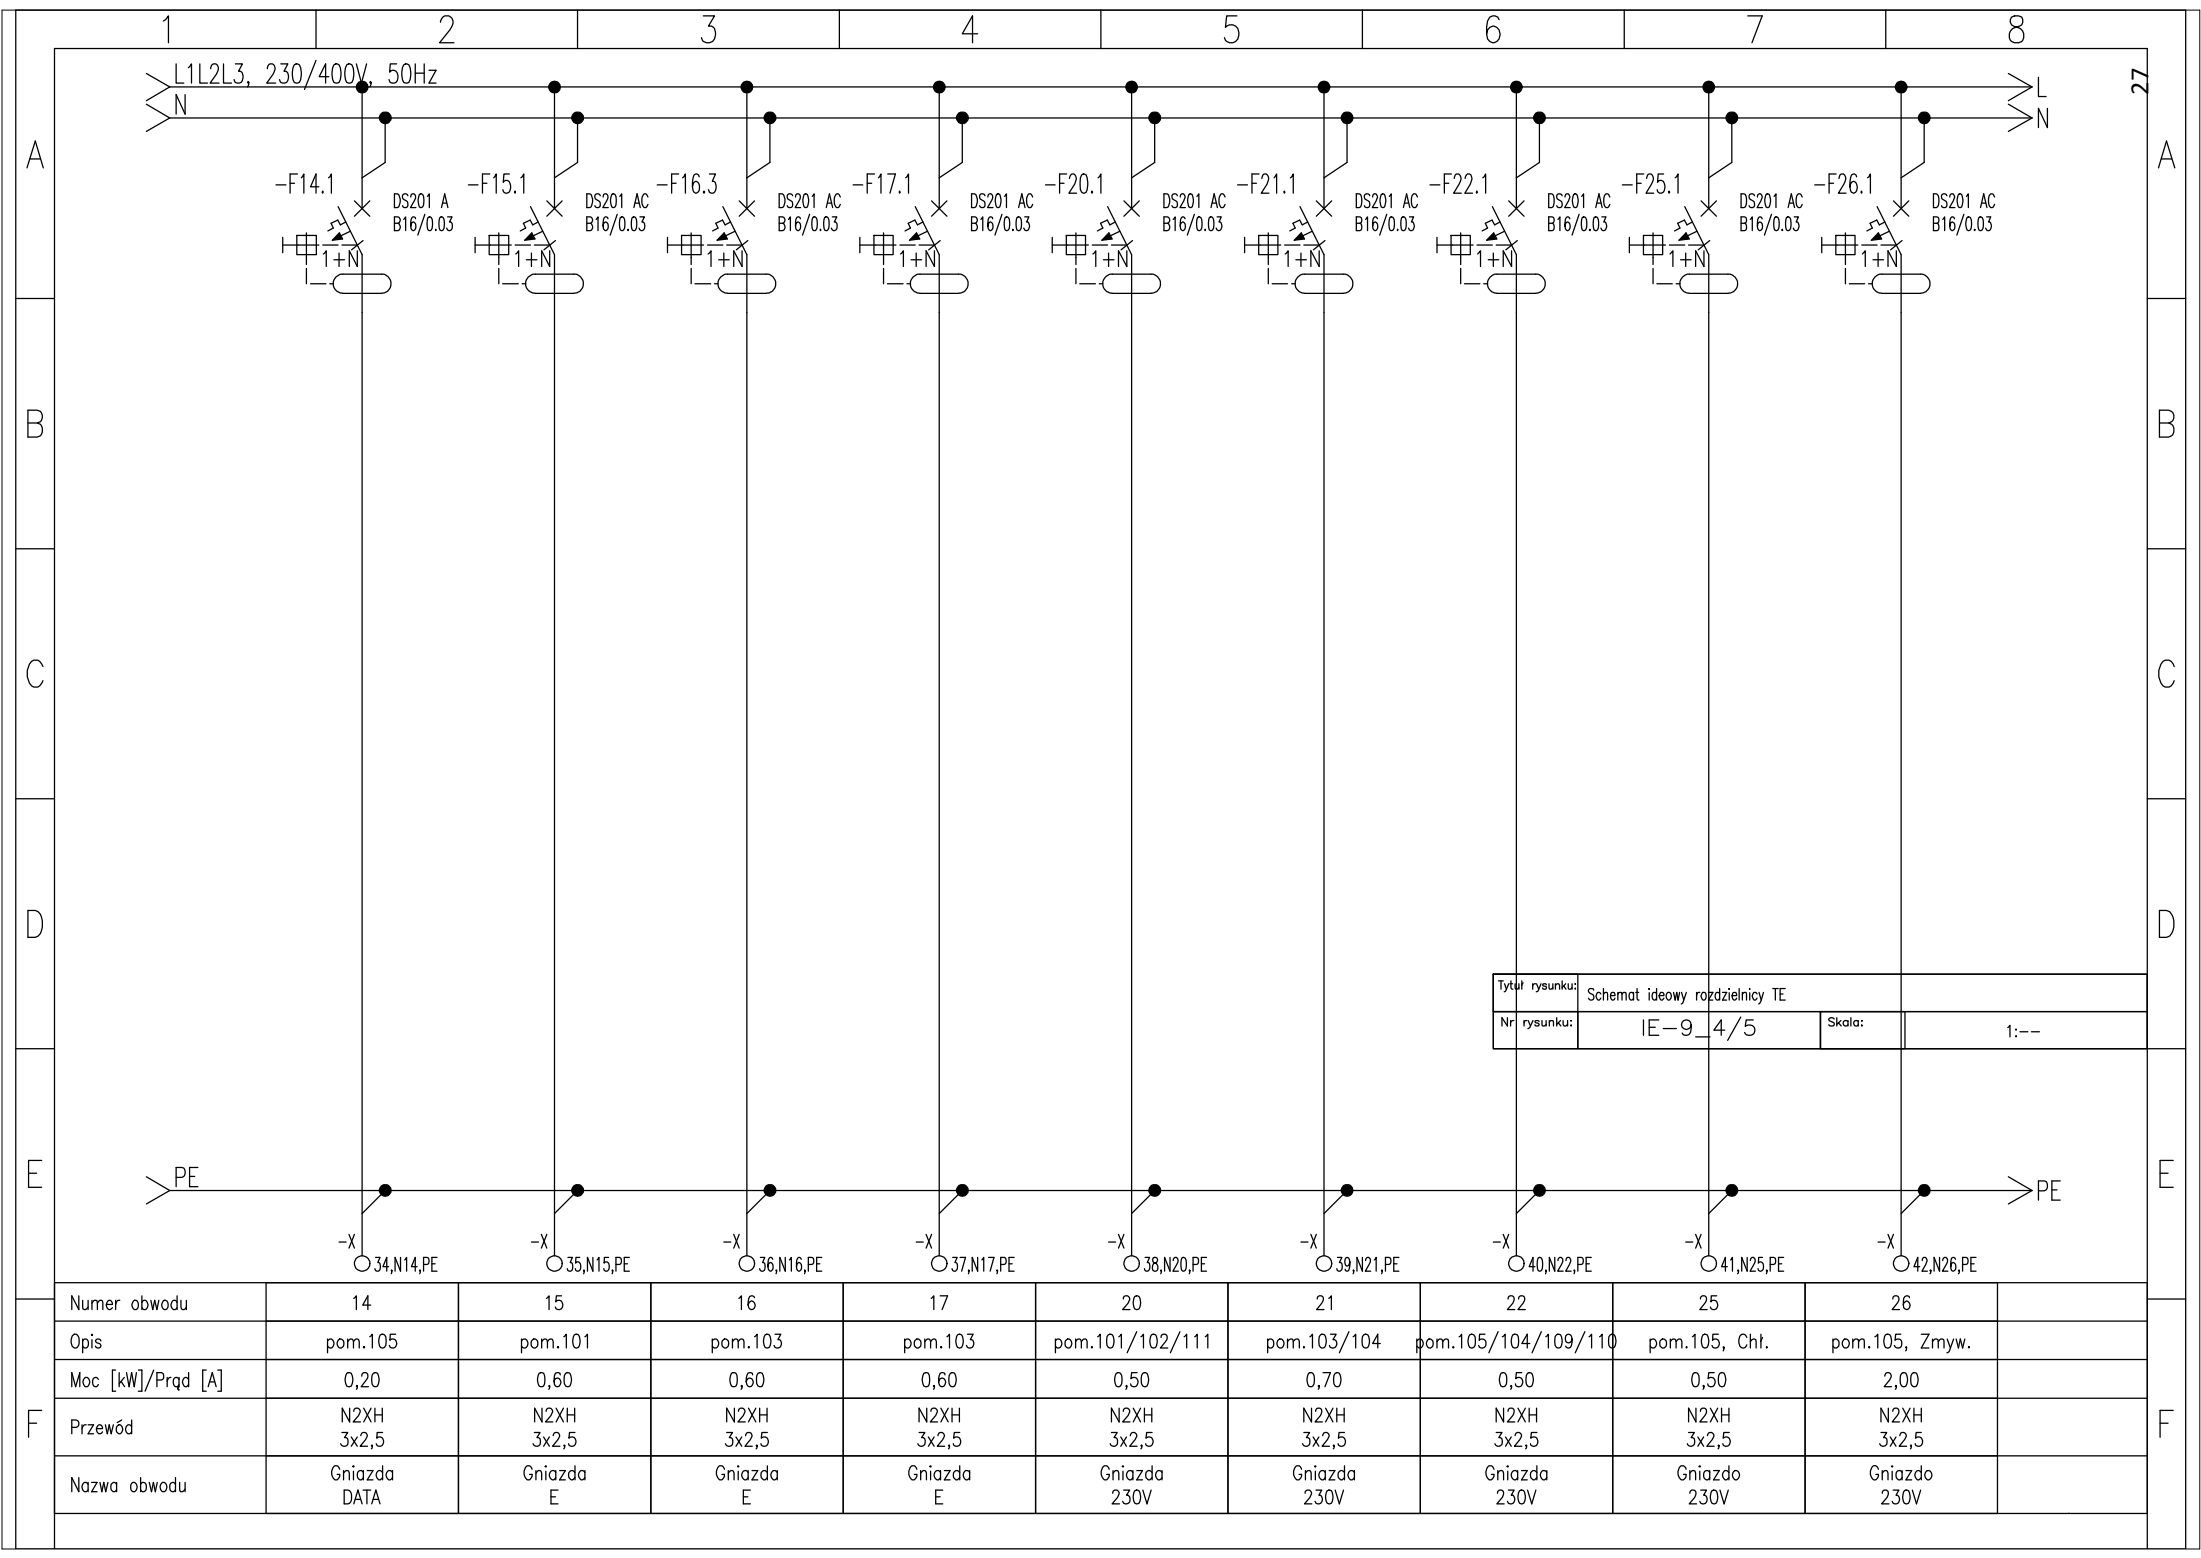 1 2 3 4 5 6 7 8
27
L1L2L3, 230/400V, 50Hz L
N N
A A
-F14.1 -F15.1 -F16.3 -F17.1 -F20.1 -F21.1 -F22.1 -F25.1 -F26.1
DS201 A DS201 AC DS201 AC DS201 AC DS201 AC DS201 AC DS201 AC DS201 AC DS201 AC
B16/0.03 B16/0.03 B16/0.03 B16/0.03 B16/0.03 B16/0.03 B16/0.03 B16/0.03 B16/0.03
1+N 1+N 1+N 1+N 1+N 1+N 1+N 1+N 1+N
B B
C C
D D
Tytuł rysunku: Schemat ideowy rozdzielnicy TE
Nr rysunku: IE-9_4/5 Skala: 1:--
E E
PE PE
-X -X -X -X -X -X -X -X -X
34,N14,PE 35,N15,PE 36,N16,PE 37,N17,PE 38,N20,PE 39,N21,PE 40,N22,PE 41,N25,PE 42,N26,PE
Numer obwodu 14 15 16 17 20 21 22 25 26
Opis pom.105 pom.101 pom.103 pom.103 pom.101/102/111 pom.103/104 pom.105/104/109/110 pom.105, Chł. pom.105, Zmyw.
Moc [kW]/Prąd [A] 0,20 0,60 0,60 0,60 0,50 0,70 0,50 0,50 2,00
F F
Przewód N2XH N2XH N2XH N2XH N2XH N2XH N2XH N2XH N2XH
3x2,5 3x2,5 3x2,5 3x2,5 3x2,5 3x2,5 3x2,5 3x2,5 3x2,5
Nazwa obwodu Gniazda Gniazda Gniazda Gniazda Gniazda Gniazda Gniazda Gniazdo Gniazdo
DATA E E E 230V 230V 230V 230V 230V